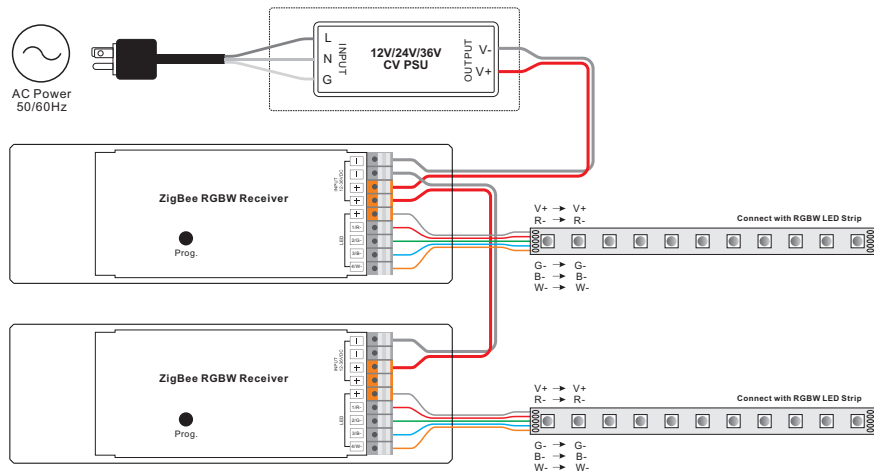 L
N
G
INPUT
12V/24V/36V
CV PSU
OUTPUT
V-
V+
AC Power
50/60Hz
ZigBee RGBW Receiver
Prog.
INPUT
12-36VDC
LED
−
−
+
+
+
1/R-
2/G-
3/B-
4/W-
V+ → V+
R- → R-
Connect with RGBW LED Strip
G- → G-
B- → B-
W- → W-
ZigBee RGBW Receiver
Prog.
INPUT
12-36VDC
LED
−
−
+
+
+
1/R-
2/G-
3/B-
4/W-
V+ → V+
R- → R-
Connect with RGBW LED Strip
G- → G-
B- → B-
W- → W-